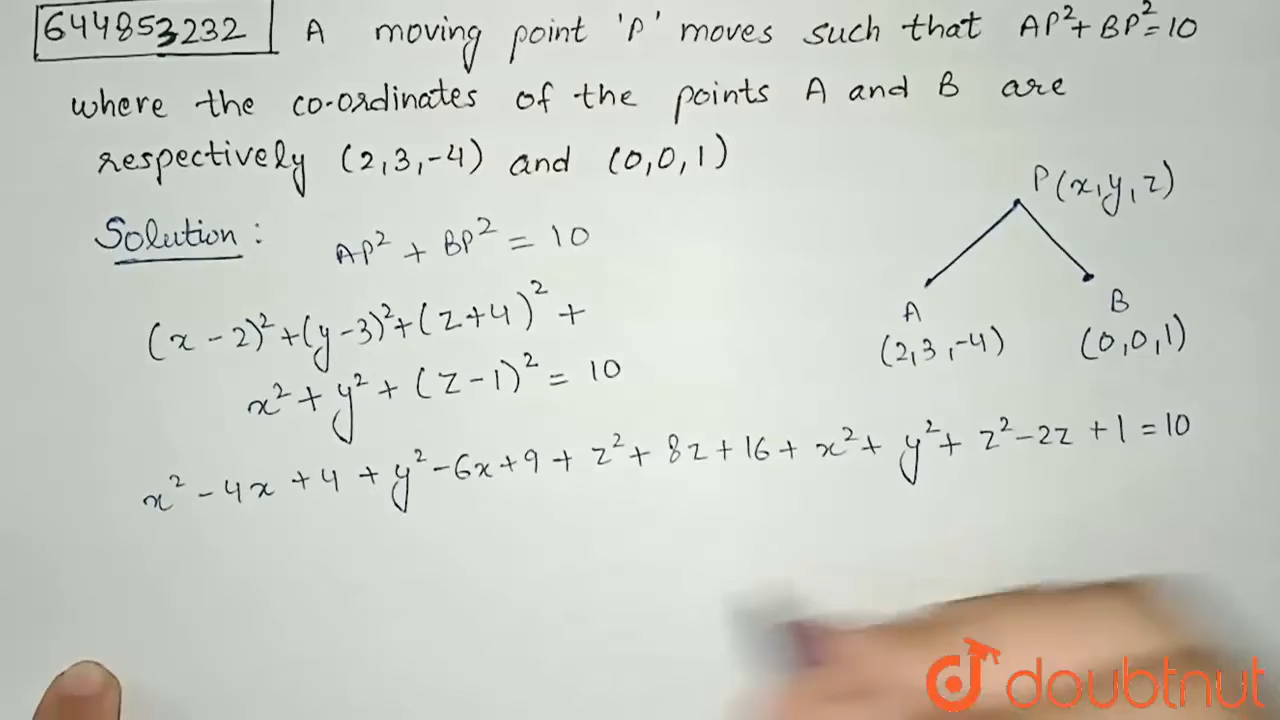 644853232 A moving point 'P' moves such that AP²+BP²=10
where the co-ordinates of the points A and B are
respectively (2,3,-4) and (0,0,1)
P(x,y,z)
Solution: AP² + BP² = 10
(x-2)²+(y-3)²+(z+4)²+
A B
(2,3,-4) (0,0,1)
x²+y²+(z-1)²=10
x²-4x+4+y²-6x+9+z²+8z+16+x²+y²+z²-2z+1=10
doubtnut